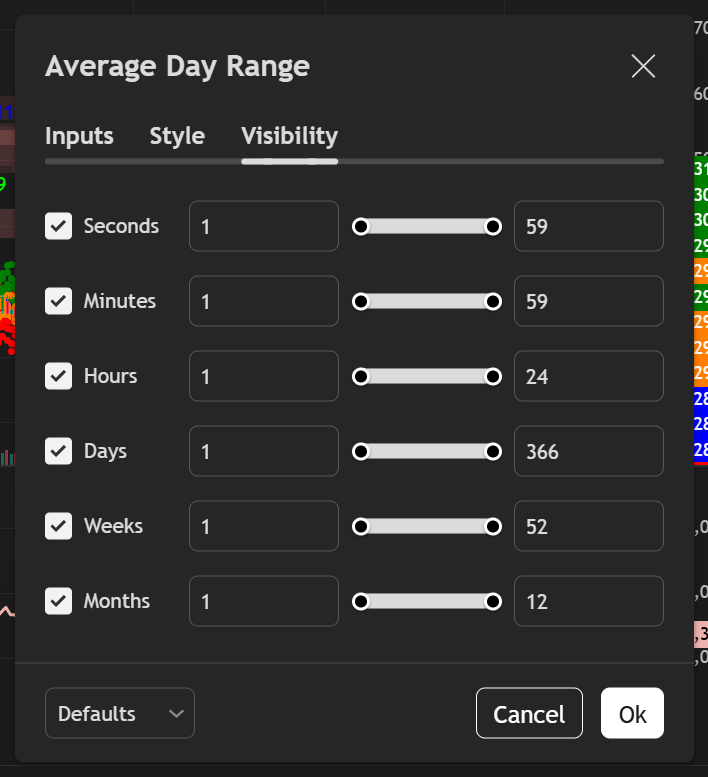 Average Day Range
Inputs Style Visibility
Seconds 1 59
Minutes 1 59
Hours 1 24
Days 1 366
Weeks 1 52
Months 1 12
Defaults Cancel Ok